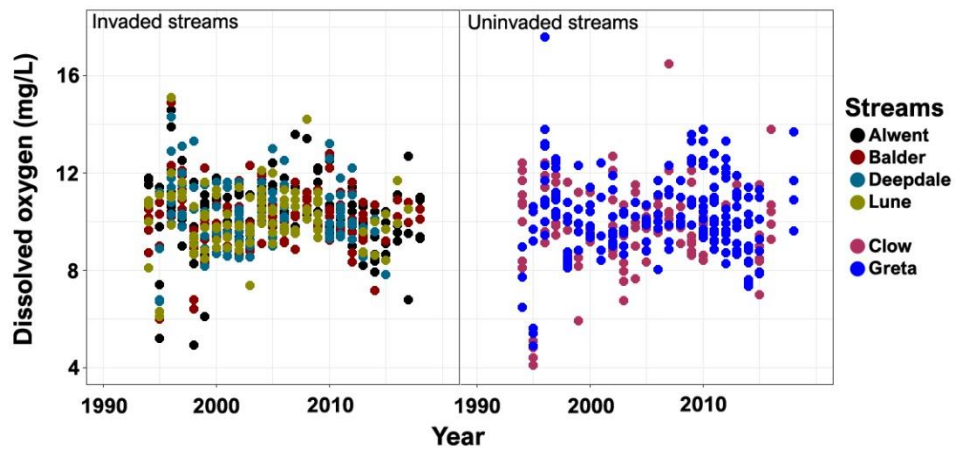 Invaded streams
Uninvaded streams
Dissolved oxygen (mg/L)
16
12
8
4
1990
2000
2010
1990
2000
2010
Year
Streams
Alwent
Balder
Deepdale
Lune
Clow
Greta